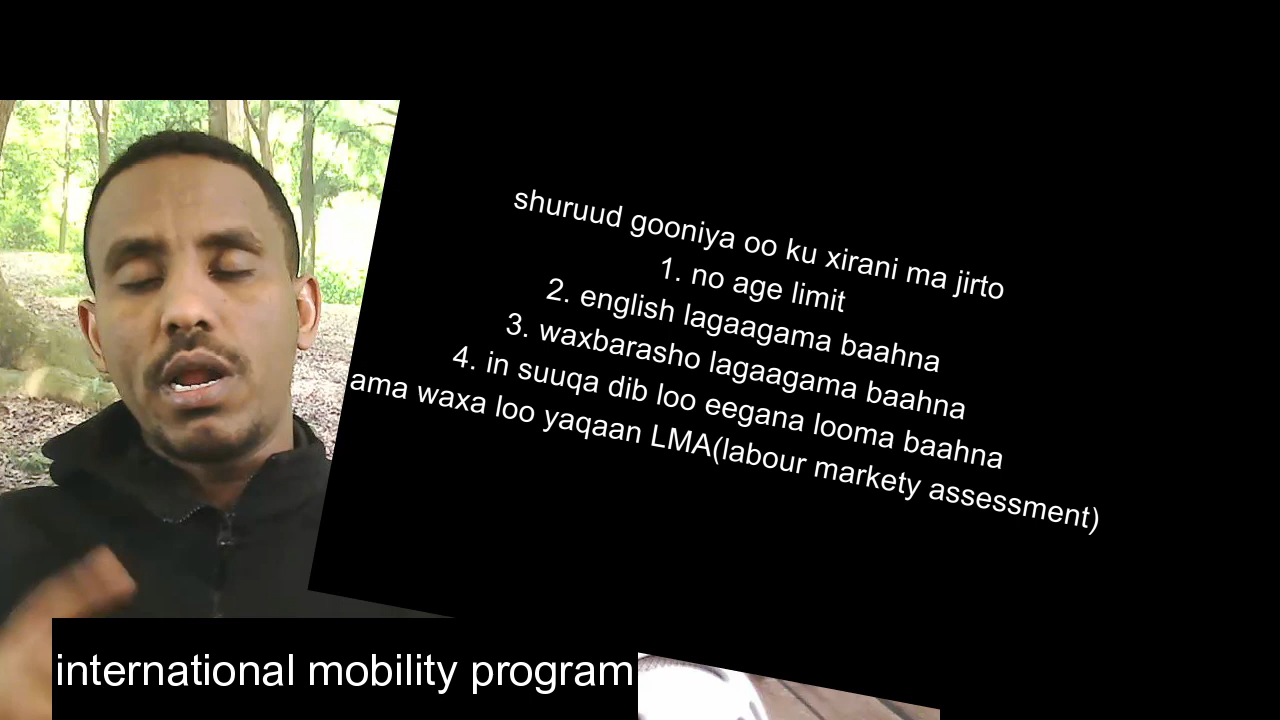 shuruud gooniya oo ku xirani ma jirto
1. no age limit
2. english lagaagama baahna
3. waxbarasho lagaagama baahna
4. in suuqa dib loo eegana looma baahna
ama waxa loo yaqaan LMA(labour markety assessment)
international mobility program